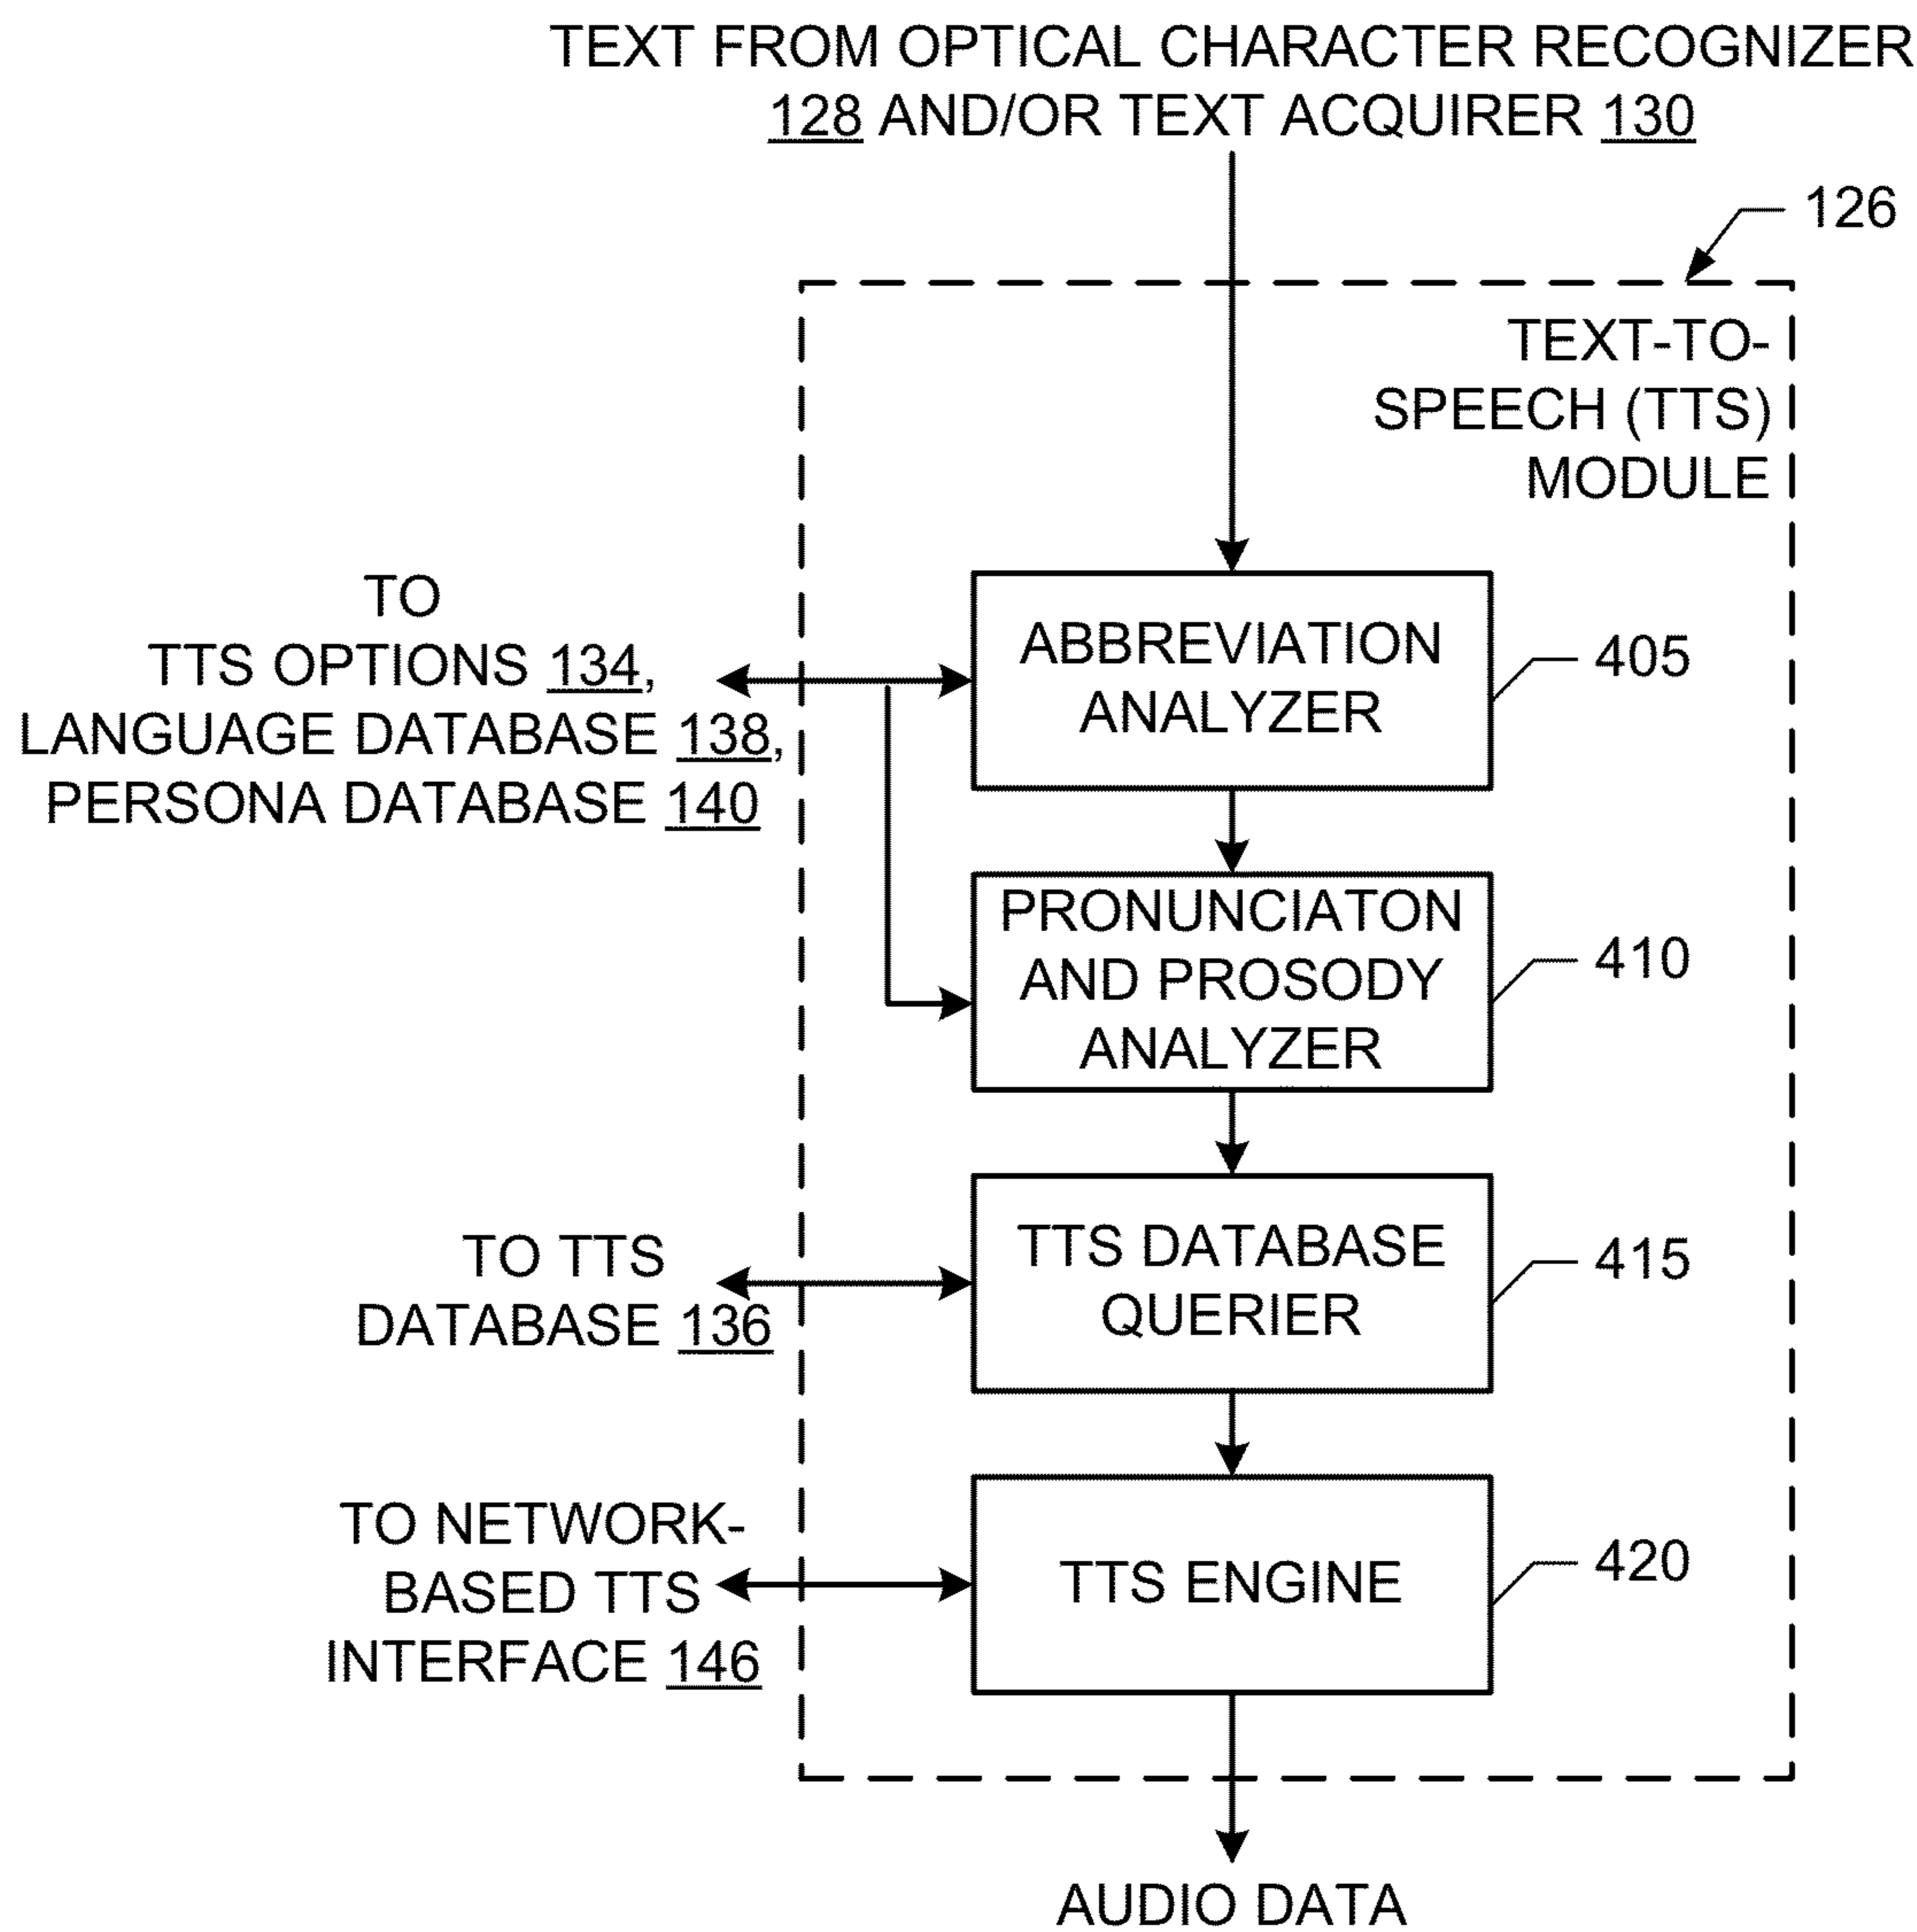 TEXT FROM OPTICAL CHARACTER RECOGNIZER
128 AND/OR TEXT ACQUIRER 130
126
TEXT-TO-
SPEECH (TTS)
MODULE
TO
TTS OPTIONS 134,
LANGUAGE DATABASE 138,
PERSONA DATABASE 140
ABBREVIATION
ANALYZER
405
PRONUNCIATON
AND PROSODY
ANALYZER
410
TO TTS
DATABASE 136
TTS DATABASE
QUERIER
415
TO NETWORK-
BASED TTS
INTERFACE 146
TTS ENGINE
420
AUDIO DATA